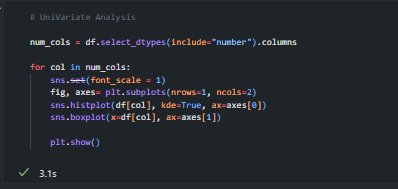 # UniVariate Analysis
num_cols = df.select_dtypes(include="number").columns
for col in num_cols:
    sns.set(font_scale = 1)
    fig, axes= plt.subplots(nrows=1, ncols=2)
    sns.histplot(df[col], kde=True, ax=axes[0])
    sns.boxplot(x=df[col], ax=axes[1])
    plt.show()
3.1s